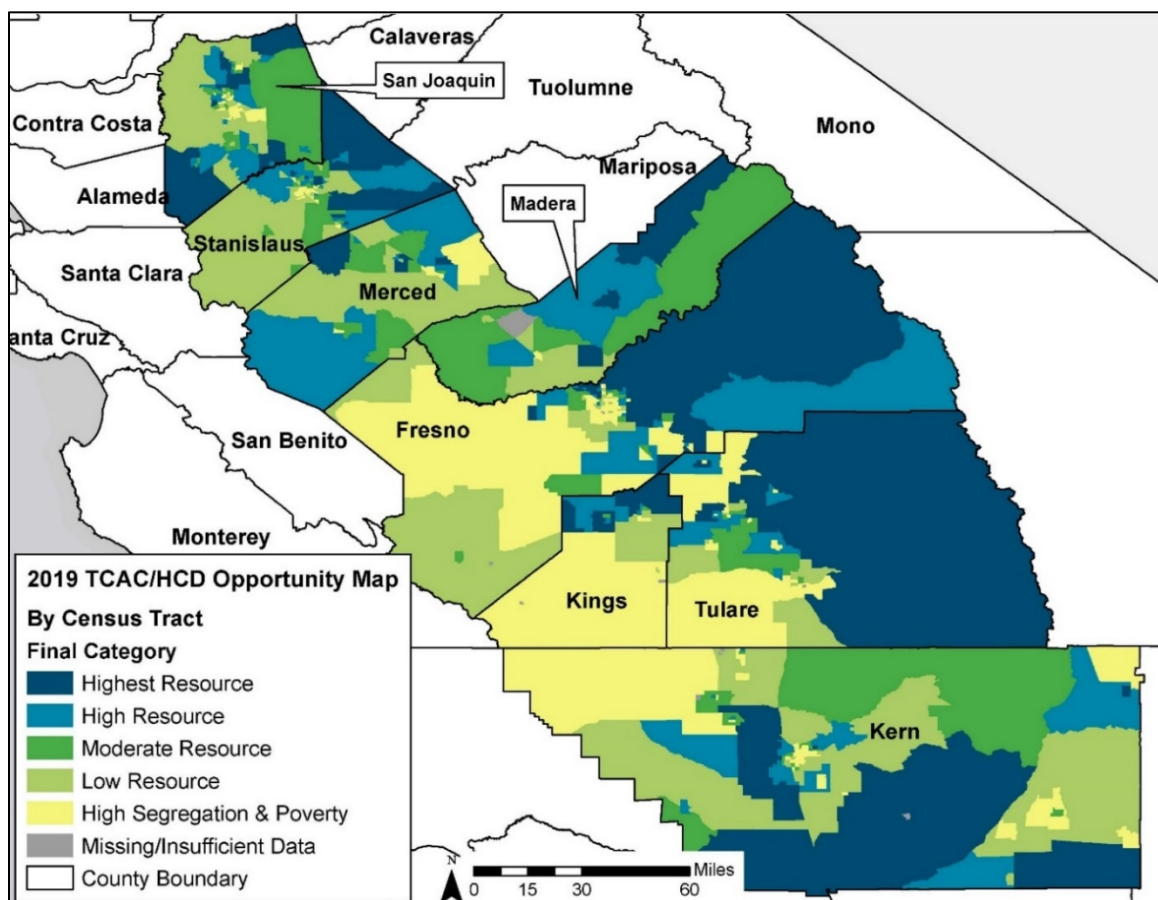 Calaveras
San Joaquin
Tuolumne
Contra Costa
Mono
Mariposa
Alameda
Madera
Stanislaus
Santa Clara
Merced
anta Cruz
Fresno
San Benito
Monterey
Kings
Tulare
Kern
2019 TCAC/HCD Opportunity Map
By Census Tract
Final Category
Highest Resource
High Resource
Moderate Resource
Low Resource
High Segregation & Poverty
Missing/Insufficient Data
County Boundary
N
Miles
0 15 30 60